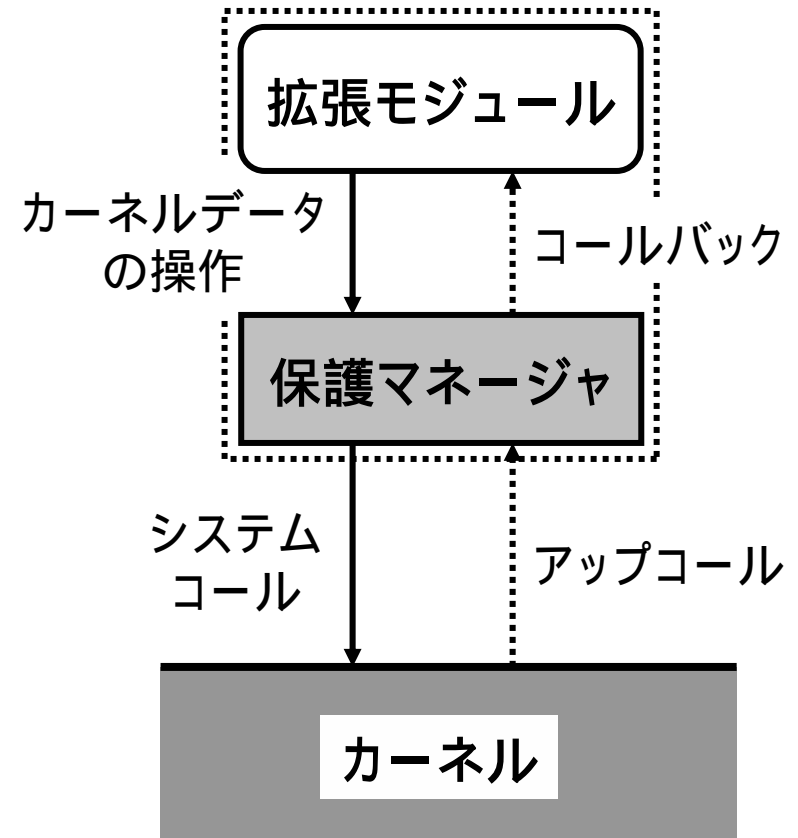 拡張モジュール
カーネルデータ
の操作
コールバック
保護マネージャ
システム
コール
アップコール
カーネル